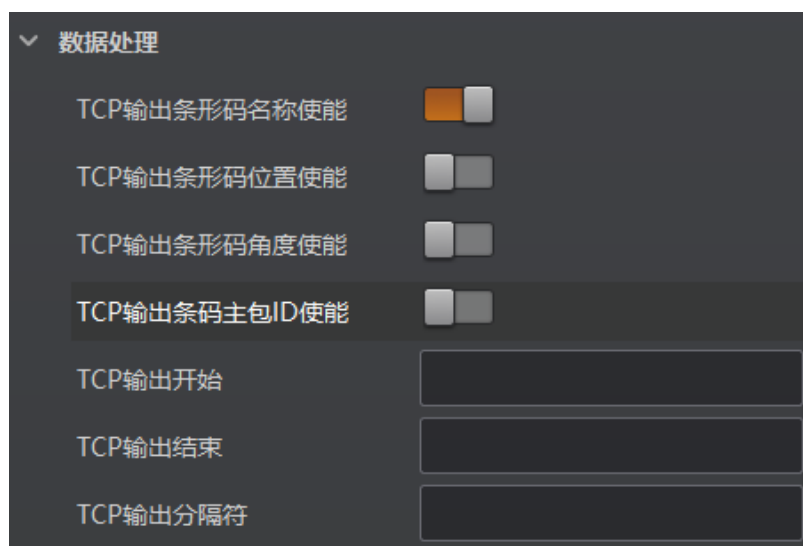 数据处理
TCP输出条形码名称使能
TCP输出条形码位置使能
TCP输出条形码角度使能
TCP输出条码主包ID使能
TCP输出开始
TCP输出结束
TCP输出分隔符